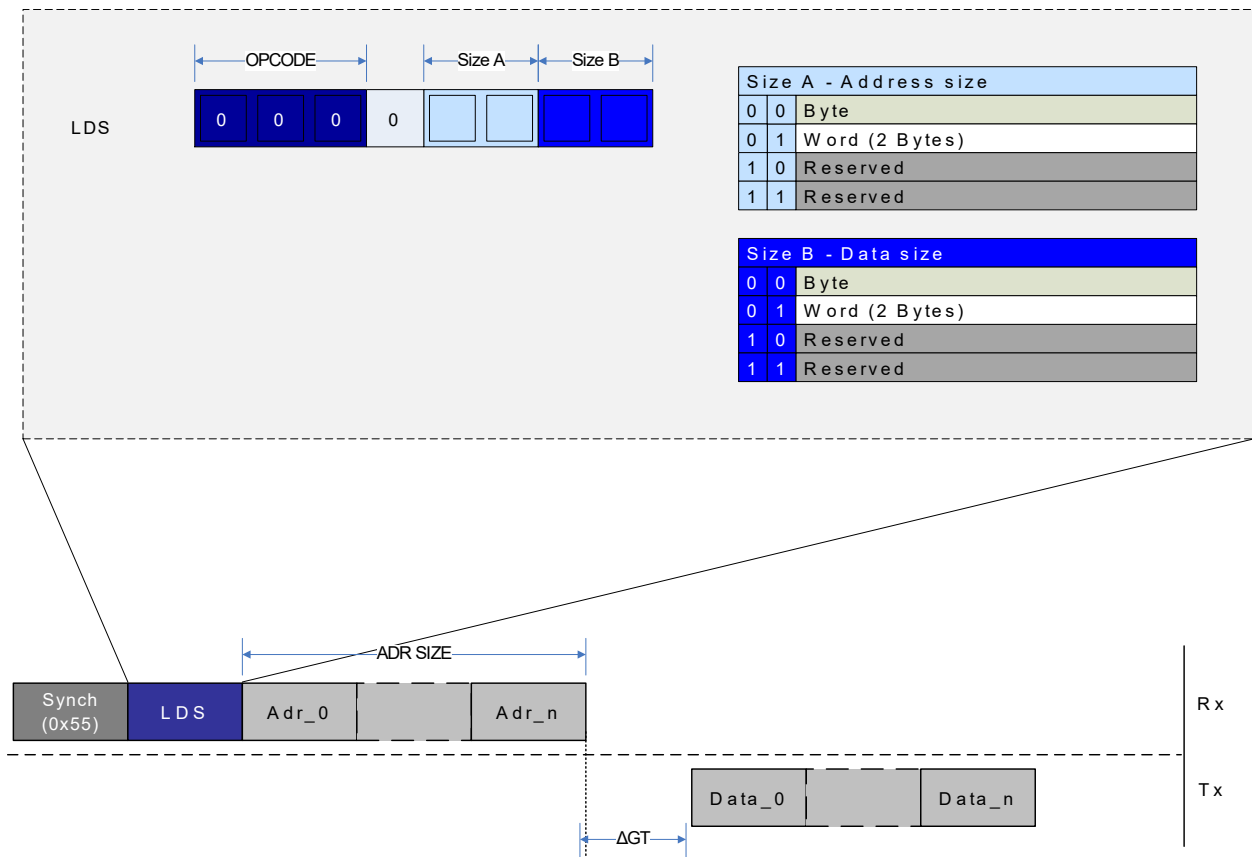 OPCODE Size A Size B
LDS 0 0 0 0
Size A - Address size
0 0 Byte
0 1 Word (2 Bytes)
1 0 Reserved
1 1 Reserved
Size B - Data size
0 0 Byte
0 1 Word (2 Bytes)
1 0 Reserved
1 1 Reserved
ADR SIZE
Synch
(0x55)
LDS Adr_0 Adr_n Rx
Data_0 Data_n Tx
ΔGT